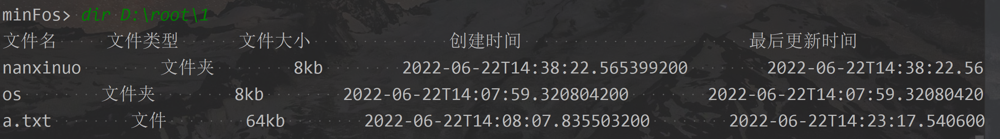 minFos> dir D:\root\1
文件名 文件类型 文件大小 创建时间 最后更新时间
nanxinuo 文件夹 8kb 2022-06-22T14:38:22.565399200 2022-06-22T14:38:22.56
os 文件夹 8kb 2022-06-22T14:07:59.320804200 2022-06-22T14:07:59.32080420
a.txt 文件 64kb 2022-06-22T14:08:07.835503200 2022-06-22T14:23:17.540600